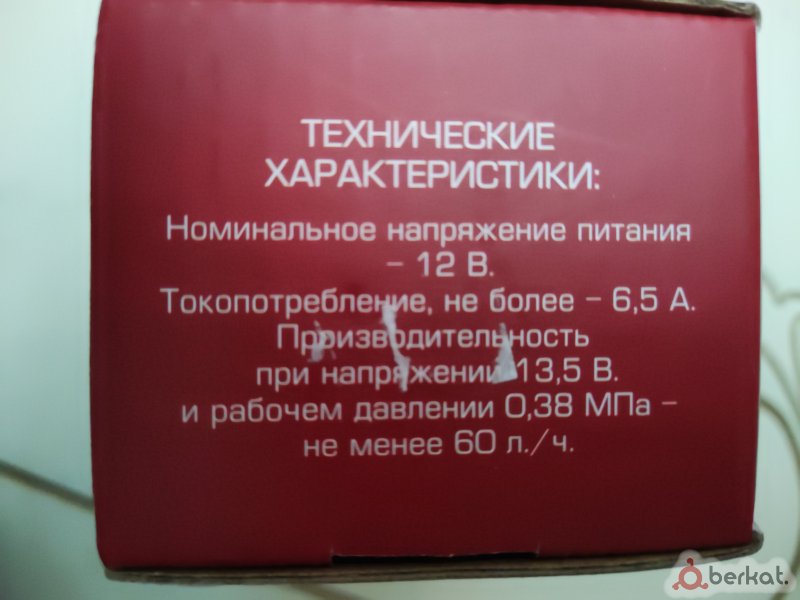 ТЕХНИЧЕСКИЕ
ХАРАКТЕРИСТИКИ:
Номинальное напряжение питания
– 12 В.
Токопотребление, не более – 6,5 А.
Производительность
при напряжении 13,5 В.
и рабочем давлении 0,38 МПа –
не менее 60 л./ч.
berkat.